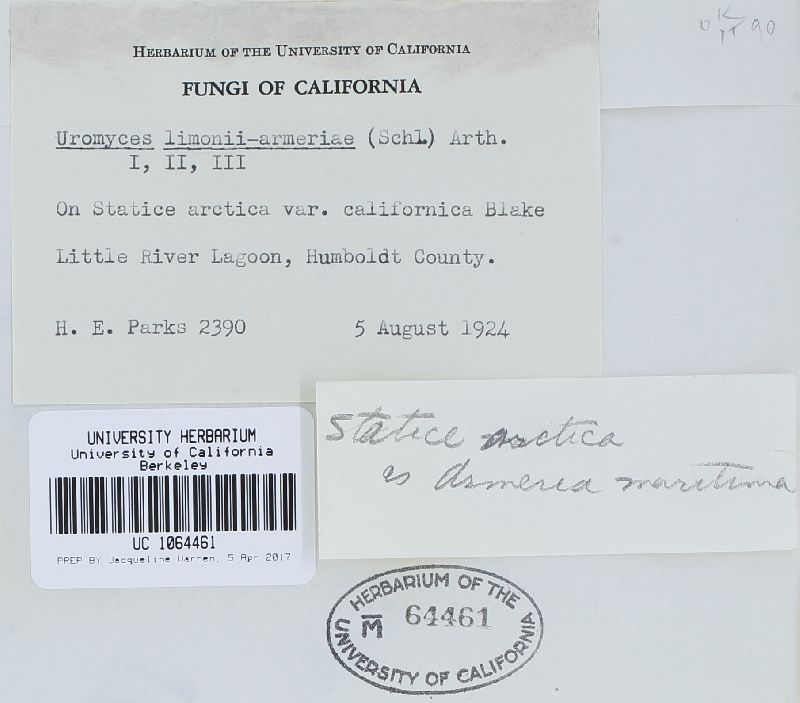 HERBARIUM OF THE UNIVERSITY OF CALIFORNIA
FUNGI OF CALIFORNIA
Uromyces limonii-armeriae (Schl.) Arth.
I, II, III
On Statice arctica var. californica Blake
Little River Lagoon, Humboldt County.
H. E. Parks 2390 5 August 1924
Statice arctica
is Armeria maritima
UNIVERSITY HERBARIUM
University of California
Berkeley
UC 1064461
PREP BY Jacqueline Warren, 5 Apr 2017
HERBARIUM OF THE
M 64461
UNIVERSITY OF CALIFORNIA